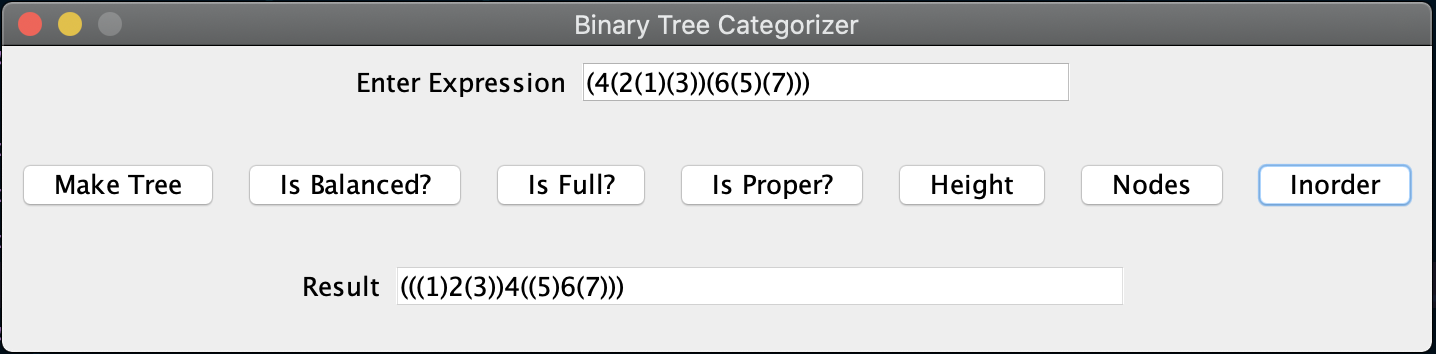 Binary Tree Categorizer
Enter Expression (4(2(1)(3))(6(5)(7)))
Make Tree Is Balanced? Is Full? Is Proper? Height Nodes Inorder
Result (((1)2(3))4((5)6(7)))